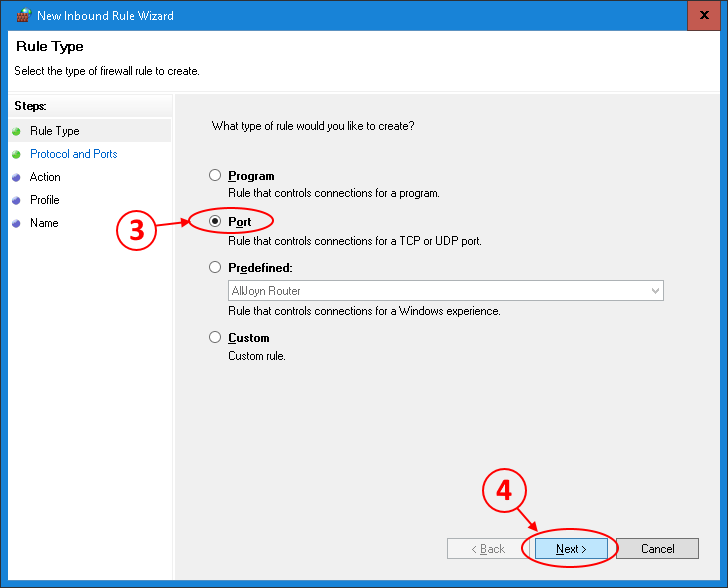 New Inbound Rule Wizard
Rule Type
Select the type of firewall rule to create.
Steps:
Rule Type
Protocol and Ports
Action
Profile
Name
What type of rule would you like to create?
Program
Rule that controls connections for a program.
3
Port
Rule that controls connections for a TCP or UDP port.
Predefined:
AllJoyn Router
Rule that controls connections for a Windows experience.
Custom
Custom rule.
4
< Back
Next >
Cancel